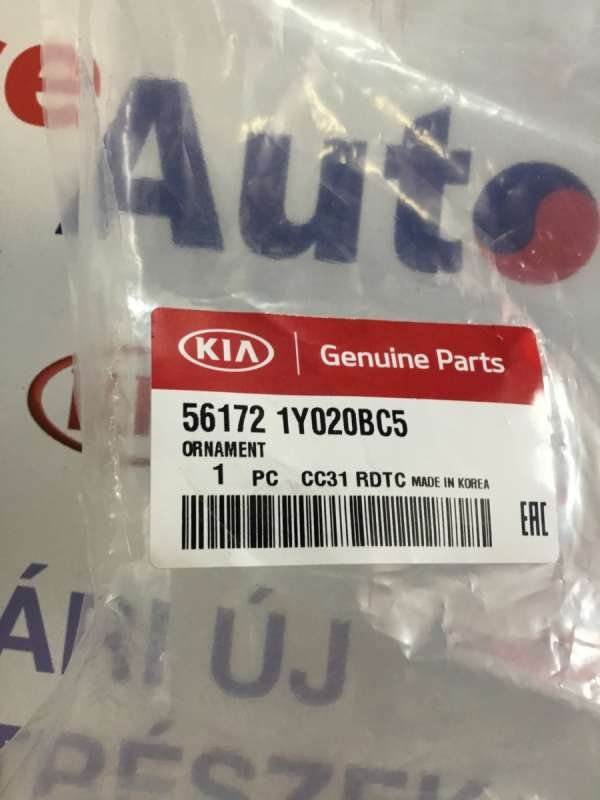 Auto
KIA
Genuine Parts
56172 1Y020BC5
ORNAMENT
1 PC CC31 RDTC MADE IN KOREA
EAC
ÚJ